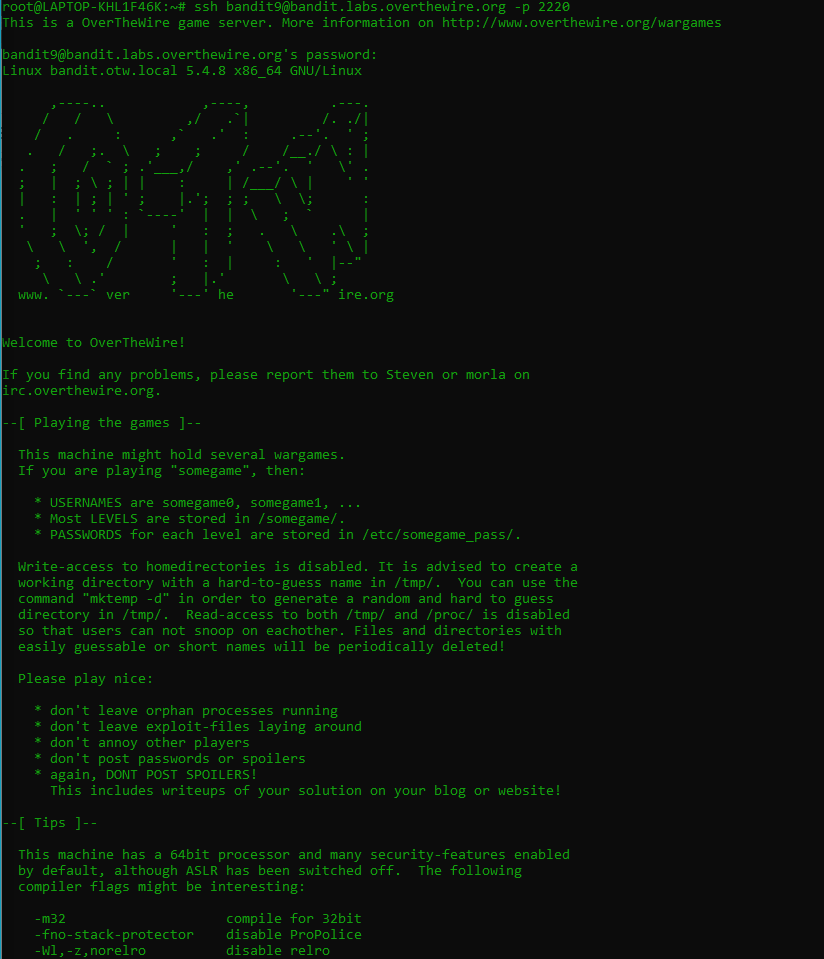 root@LAPTOP-KHL1F46K:~# ssh bandit9@bandit.labs.overthewire.org -p 2220
This is a OverTheWire game server. More information on http://www.overthewire.org/wargames
bandit9@bandit.labs.overthewire.org's password:
Linux bandit.otw.local 5.4.8 x86_64 GNU/Linux
      ,----..            ,----,          .---.
     /   /   \         ,/   .`|         /. ./|
    /   .     :      ,`   .'  :     .--'.  ' ;
   .   /   ;.  \   ;    ;     /    /__./ \ : |
  .   ;   /  ` ; .'___,/    ,' .--'.  '   \' .
  ;   |  ; \ ; | |    :     | /___/ \ |    ' '
  |   :  | ; | ' ;    |.';  ; ;   \  \;      :
  .   |  ' ' ' : `----'  |  |  \   ;  `      |
  '   ;  \; /  |     '   :  ;   .   \    .\  ;
   \   \  ',  /      |   |  '    \   \   ' \ |
    ;   :    /       '   :  |     :   '  |--"
     \   \ .'        ;   |.'       \   \ ;
  www. `---` ver     '---' he       '---" ire.org
Welcome to OverTheWire!
If you find any problems, please report them to Steven or morla on
irc.overthewire.org.
--[ Playing the games ]--
  This machine might hold several wargames.
  If you are playing "somegame", then:
    * USERNAMES are somegame0, somegame1, ...
    * Most LEVELS are stored in /somegame/.
    * PASSWORDS for each level are stored in /etc/somegame_pass/.
  Write-access to homedirectories is disabled. It is advised to create a
  working directory with a hard-to-guess name in /tmp/.  You can use the
  command "mktemp -d" in order to generate a random and hard to guess
  directory in /tmp/.  Read-access to both /tmp/ and /proc/ is disabled
  so that users can not snoop on eachother. Files and directories with
  easily guessable or short names will be periodically deleted!
  Please play nice:
    * don't leave orphan processes running
    * don't leave exploit-files laying around
    * don't annoy other players
    * don't post passwords or spoilers
    * again, DONT POST SPOILERS!
      This includes writeups of your solution on your blog or website!
--[ Tips ]--
  This machine has a 64bit processor and many security-features enabled
  by default, although ASLR has been switched off.  The following
  compiler flags might be interesting:
    -m32                    compile for 32bit
    -fno-stack-protector    disable ProPolice
    -Wl,-z,norelro          disable relro